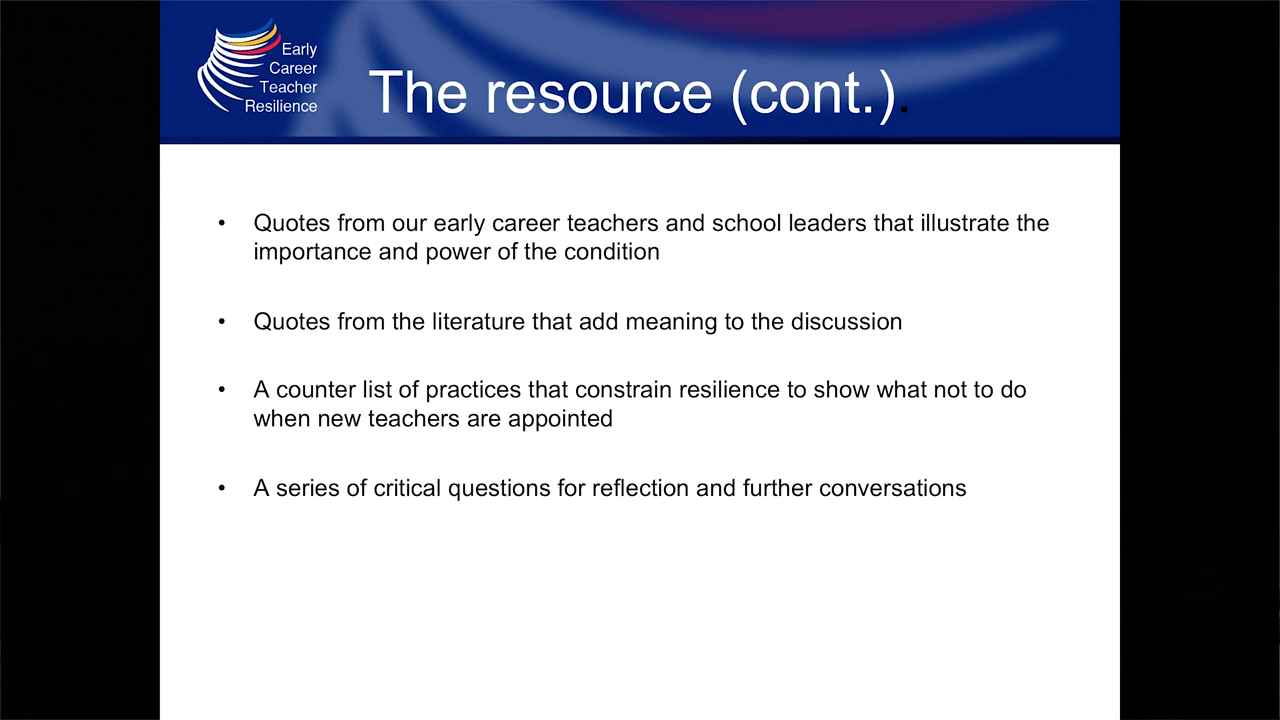 Early
Career
Teacher
Resilience
The resource (cont.).
• Quotes from our early career teachers and school leaders that illustrate the
importance and power of the condition
• Quotes from the literature that add meaning to the discussion
• A counter list of practices that constrain resilience to show what not to do
when new teachers are appointed
• A series of critical questions for reflection and further conversations